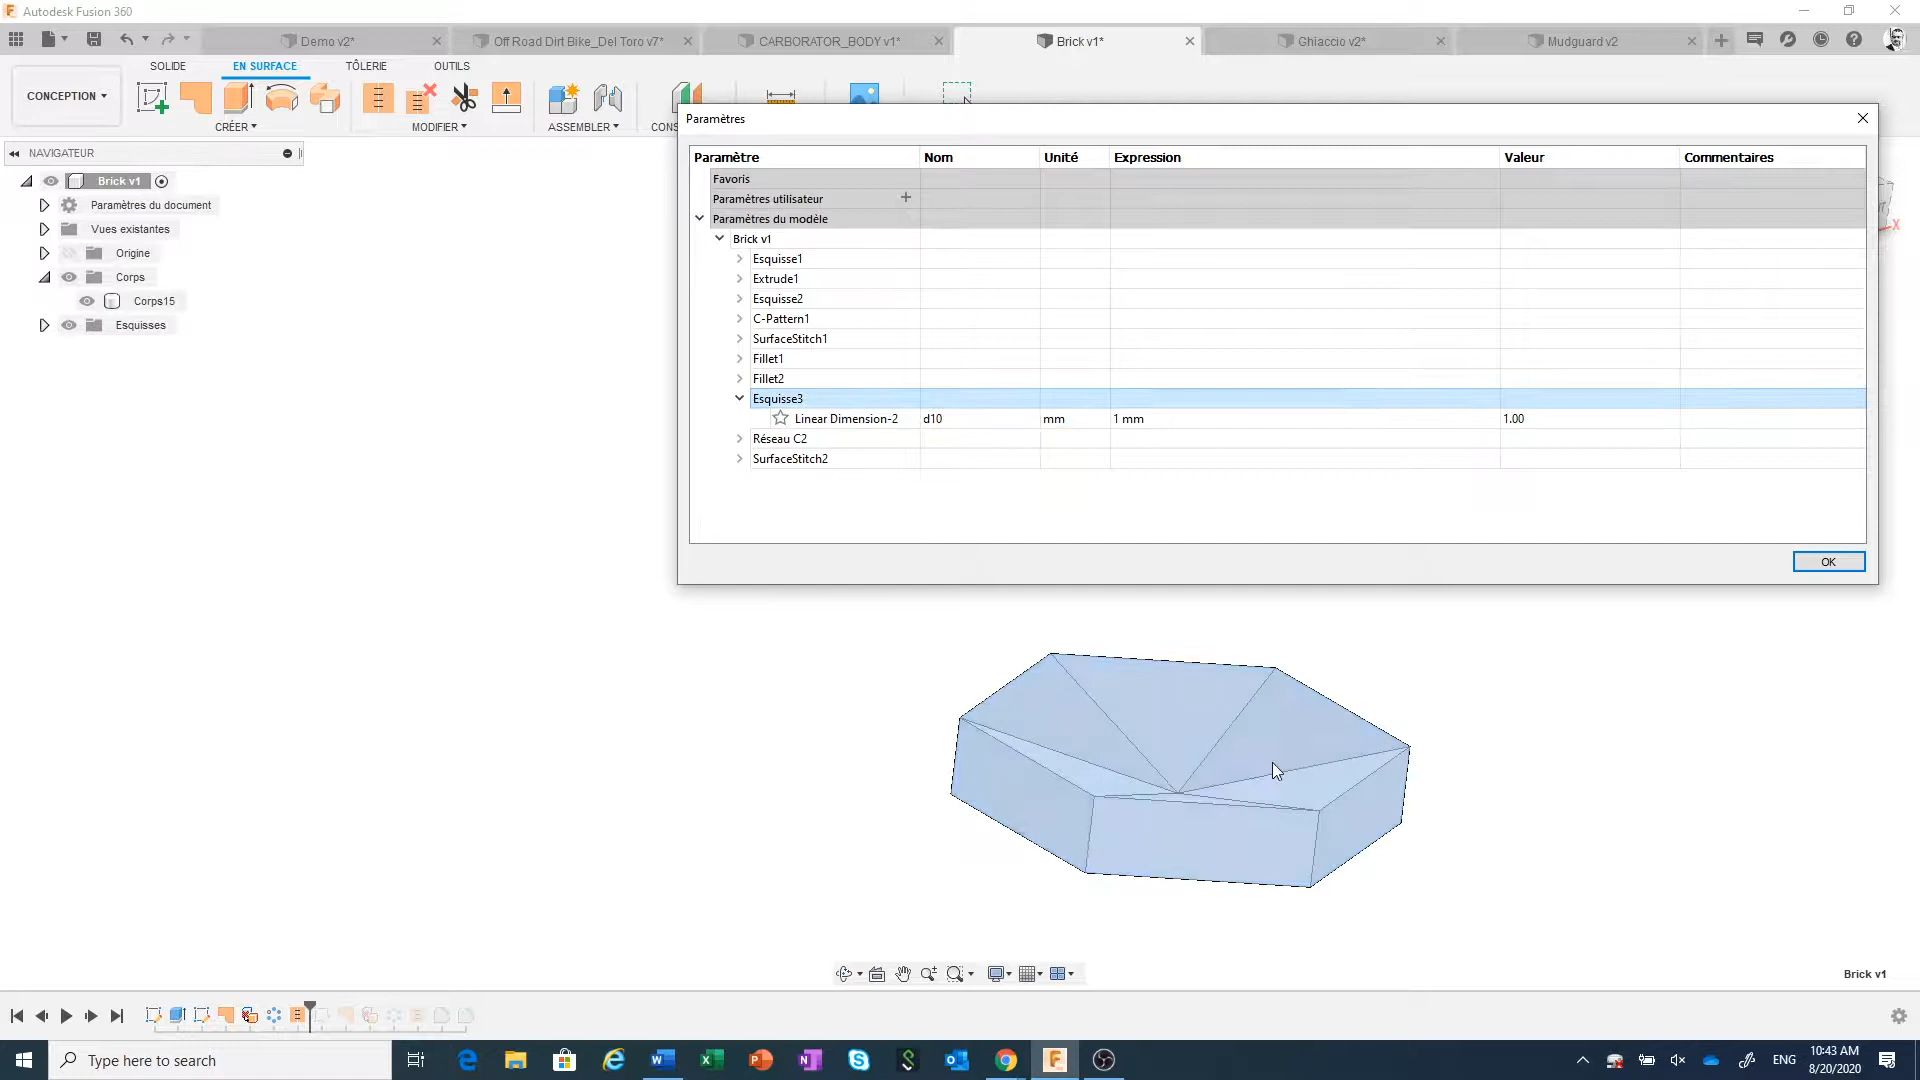 Autodesk Fusion 360
Demo v2*
Off Road Dirt Bike_Del Toro v7*
CARBORATOR_BODY v1*
Brick v1*
Ghiaccio v2*
Mudguard v2
CONCEPTION
SOLIDE
EN SURFACE
TÔLERIE
OUTILS
CRÉER
MODIFIER
ASSEMBLER
CONS
NAVIGATEUR
Brick v1
Paramètres du document
Vues existantes
Origine
Corps
Corps15
Esquisses
Paramètres
Paramètre Nom Unité Expression Valeur Commentaires
Favoris
Paramètres utilisateur
Paramètres du modèle
Brick v1
Esquisse1
Extrude1
Esquisse2
C-Pattern1
SurfaceStitch1
Fillet1
Fillet2
Esquisse3
Linear Dimension-2 d10 mm 1 mm 1.00
Réseau C2
SurfaceStitch2
OK
X
Brick v1
Type here to search
ENG
10:43 AM
8/20/2020